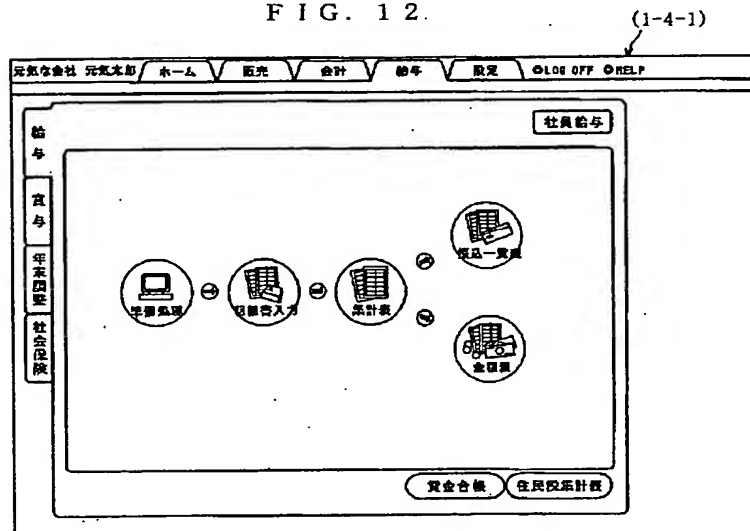 FIG. 12.
(1-4-1)
元気な会社 元気太郎 ホーム 販売 会計 給与 設定 OLOG OFF OHELP
社員給与
給与
賞与
年末調整
社会保険
準備処理
明細書入力
集計表
振込一覧表
金種表
賃金台帳
住民税集計表